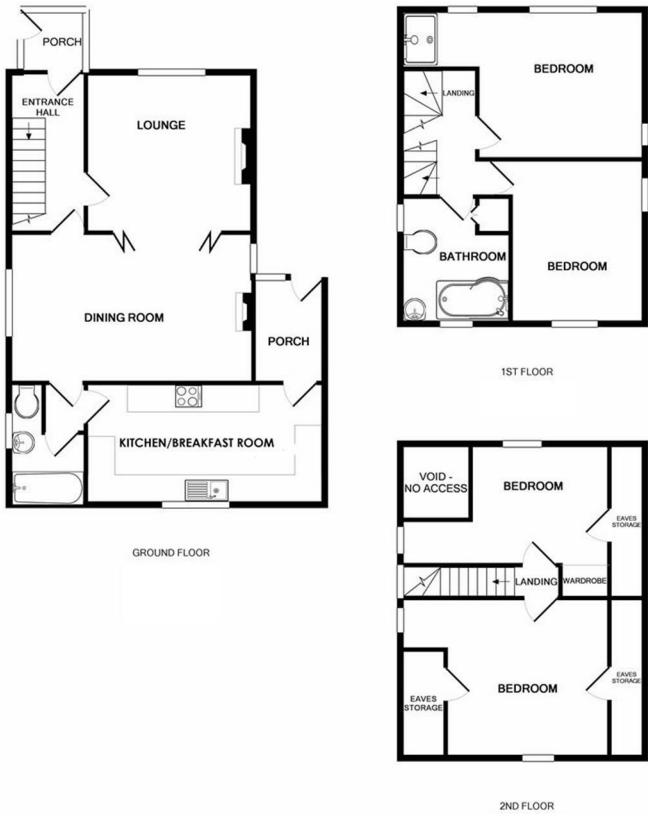 PORCH
ENTRANCE
HALL
LOUNGE
DINING ROOM
PORCH
KITCHEN/BREAKFAST ROOM
GROUND FLOOR
BEDROOM
LANDING
BATHROOM
BEDROOM
1ST FLOOR
VOID -
NO ACCESS
BEDROOM
EAVES
STORAGE
LANDING
WARDROBE
BEDROOM
EAVES
STORAGE
EAVES
STORAGE
2ND FLOOR